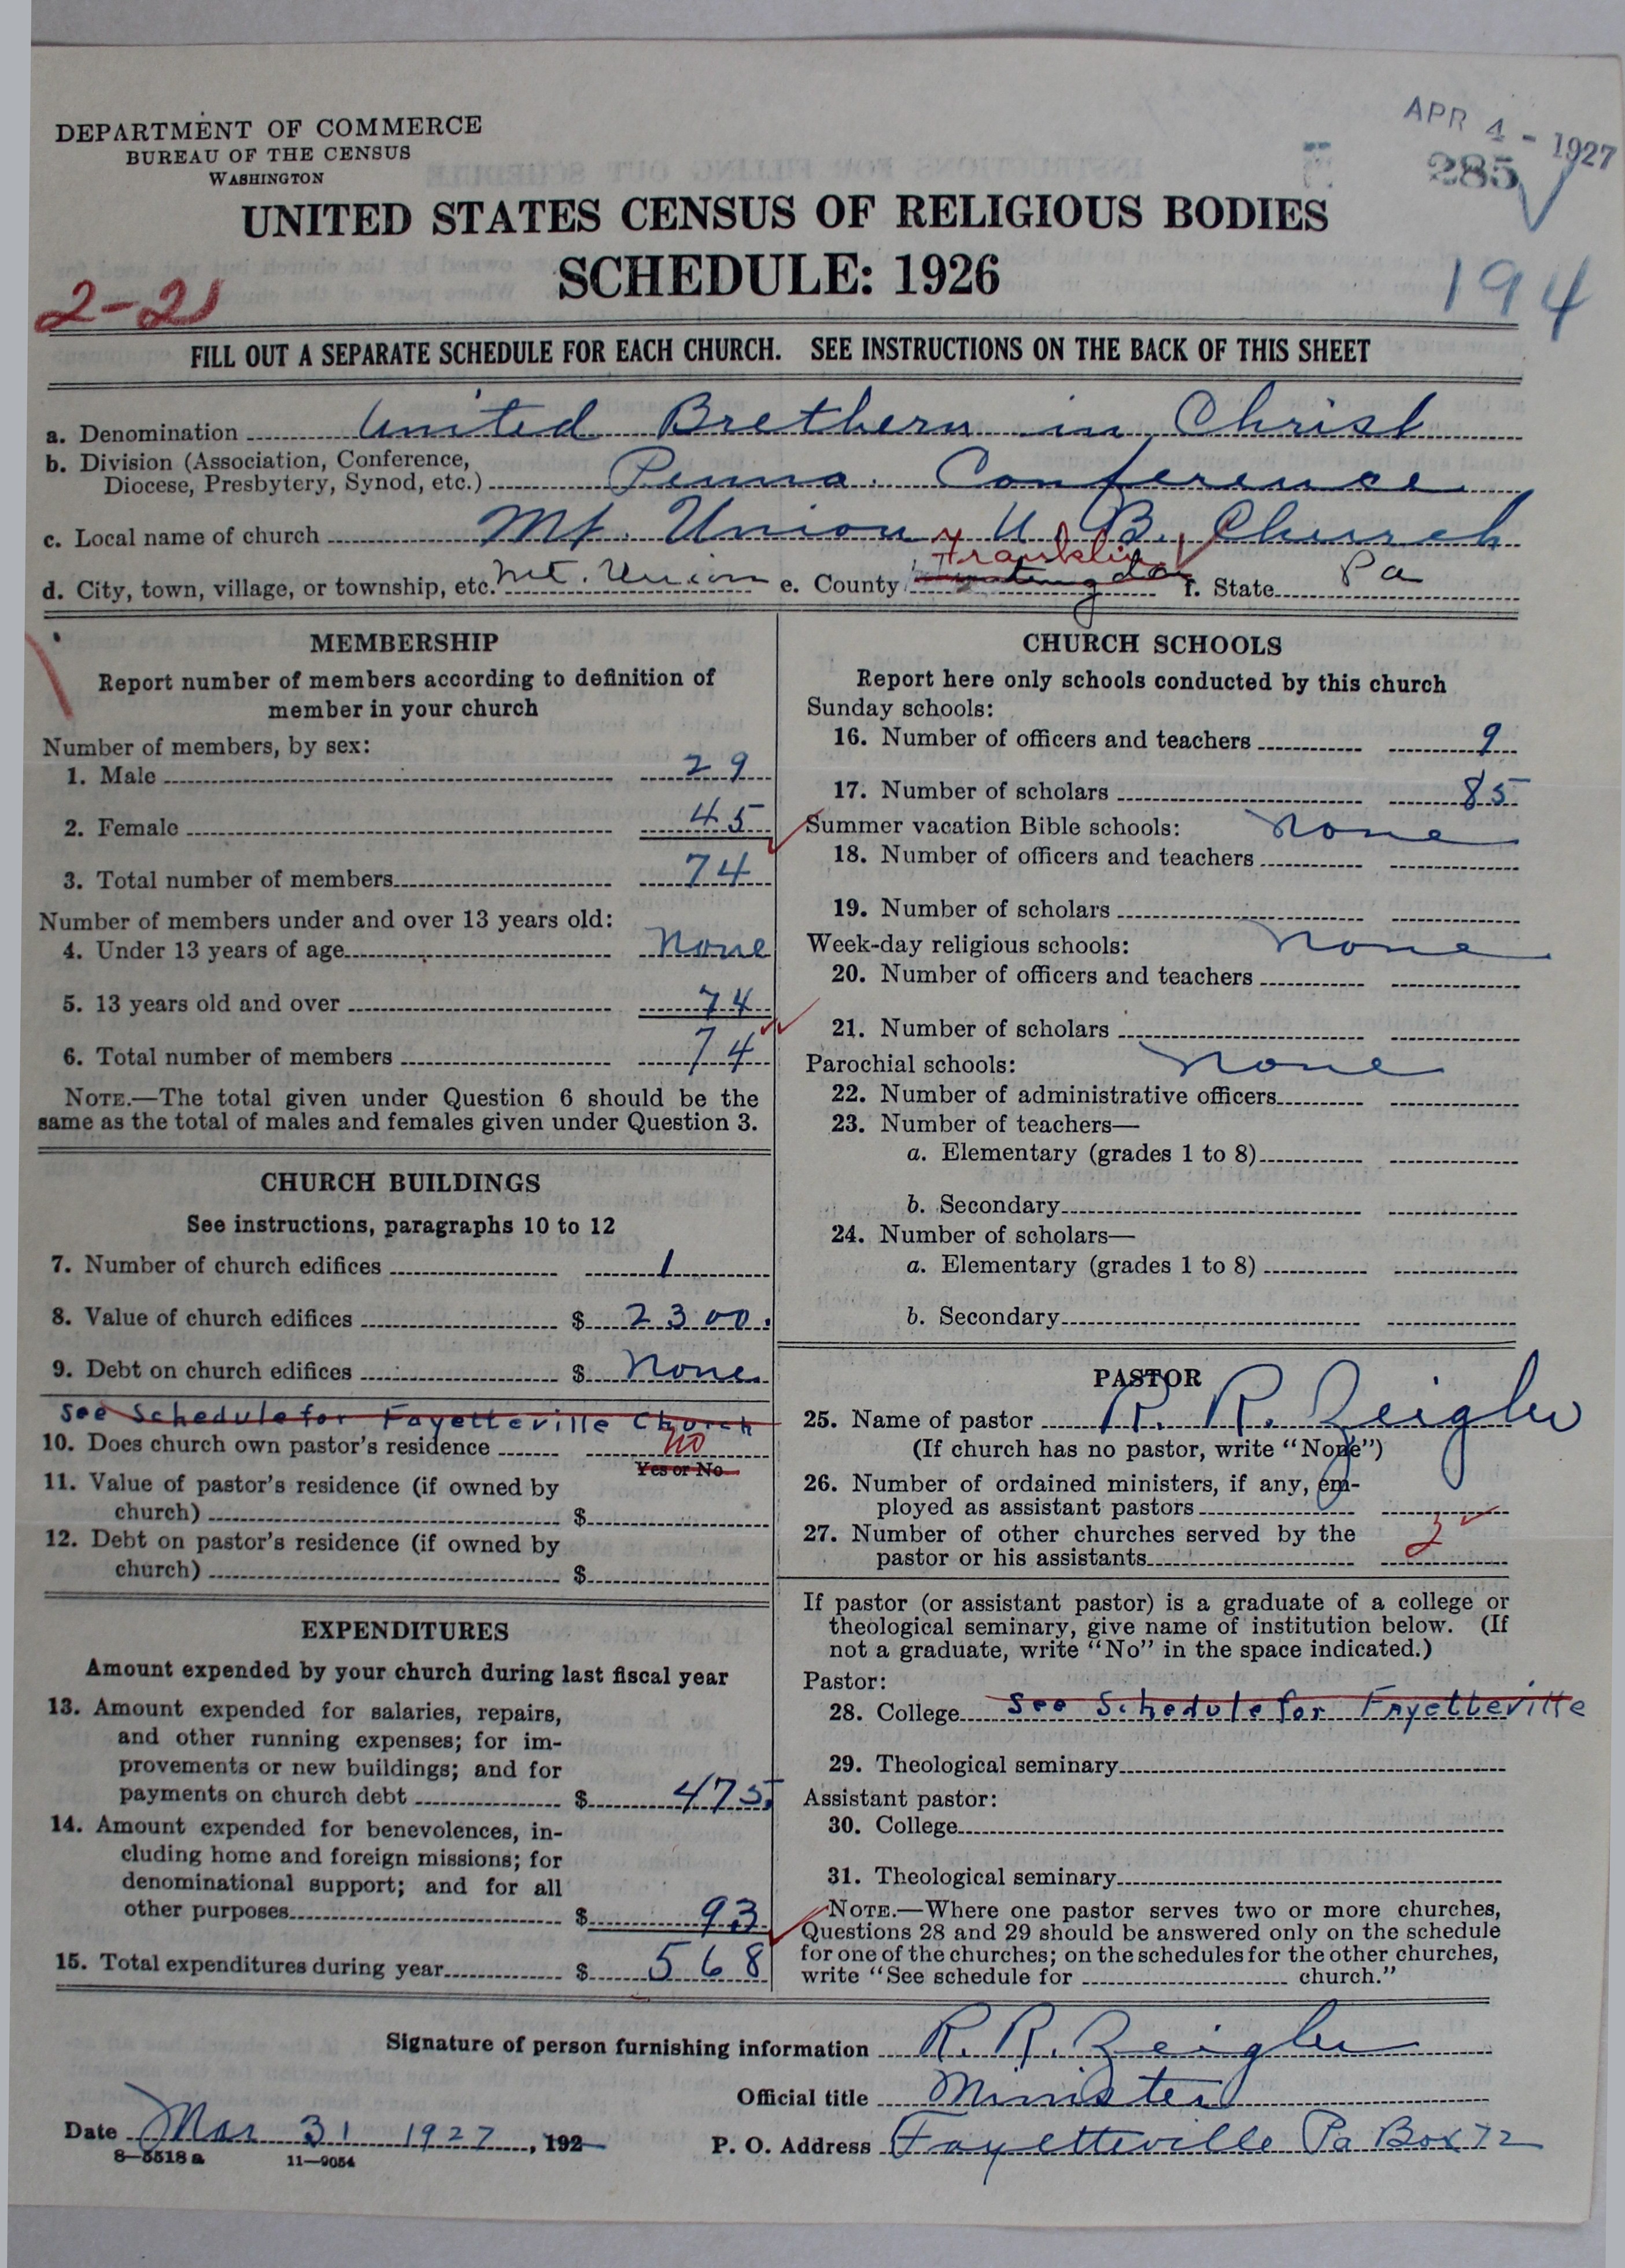 DEPARTMENT OF COMMERCE
BUREAU OF THE CENSUS
WASHINGTON
APR 4 - 1927
285
UNITED STATES CENSUS OF RELIGIOUS BODIES
SCHEDULE: 1926
2-21
194
FILL OUT A SEPARATE SCHEDULE FOR EACH CHURCH. SEE INSTRUCTIONS ON THE BACK OF THIS SHEET
a. Denomination United Brethern in Christ
b. Division (Association, Conference,
Diocese, Presbytery, Synod, etc.) Penna. Conference
c. Local name of church Mt. Union U. B. Church
Franklin
d. City, town, village, or township, etc. Mt. Union e. County Huntingdon f. State Pa
MEMBERSHIP
Report number of members according to definition of
member in your church
Number of members, by sex:
1. Male 29
2. Female 45
3. Total number of members 74
Number of members under and over 13 years old:
4. Under 13 years of age None
5. 13 years old and over 74
6. Total number of members 74
NOTE.—The total given under Question 6 should be the
same as the total of males and females given under Question 3.
CHURCH BUILDINGS
See instructions, paragraphs 10 to 12
7. Number of church edifices 1
8. Value of church edifices $ 2300.
9. Debt on church edifices $ None
See Schedule for Fayetteville Church
10. Does church own pastor's residence no
Yes or No
11. Value of pastor's residence (if owned by
church) $
12. Debt on pastor's residence (if owned by
church) $
EXPENDITURES
Amount expended by your church during last fiscal year
13. Amount expended for salaries, repairs,
and other running expenses; for im-
provements or new buildings; and for
payments on church debt $ 475
14. Amount expended for benevolences, in-
cluding home and foreign missions; for
denominational support; and for all
other purposes $ 93
15. Total expenditures during year $ 568
CHURCH SCHOOLS
Report here only schools conducted by this church
Sunday schools:
16. Number of officers and teachers 9
17. Number of scholars 85
Summer vacation Bible schools: None
18. Number of officers and teachers
19. Number of scholars
Week-day religious schools: None
20. Number of officers and teachers
21. Number of scholars
Parochial schools: None
22. Number of administrative officers
23. Number of teachers—
a. Elementary (grades 1 to 8)
b. Secondary
24. Number of scholars—
a. Elementary (grades 1 to 8)
b. Secondary
PASTOR
25. Name of pastor R. R. Zeigler
(If church has no pastor, write "None")
26. Number of ordained ministers, if any, em-
ployed as assistant pastors
27. Number of other churches served by the
pastor or his assistants 2
If pastor (or assistant pastor) is a graduate of a college or
theological seminary, give name of institution below. (If
not a graduate, write "No" in the space indicated.)
Pastor:
28. College See Schedule for Fayetteville
29. Theological seminary
Assistant pastor:
30. College
31. Theological seminary
NOTE.—Where one pastor serves two or more churches,
Questions 28 and 29 should be answered only on the schedule
for one of the churches; on the schedules for the other churches,
write "See schedule for church."
Signature of person furnishing information R. R. Zeigler
Official title Minister
Date Mar 31 1927, 192
P. O. Address Fayetteville Pa Box 72
8-5518 a 11-9054